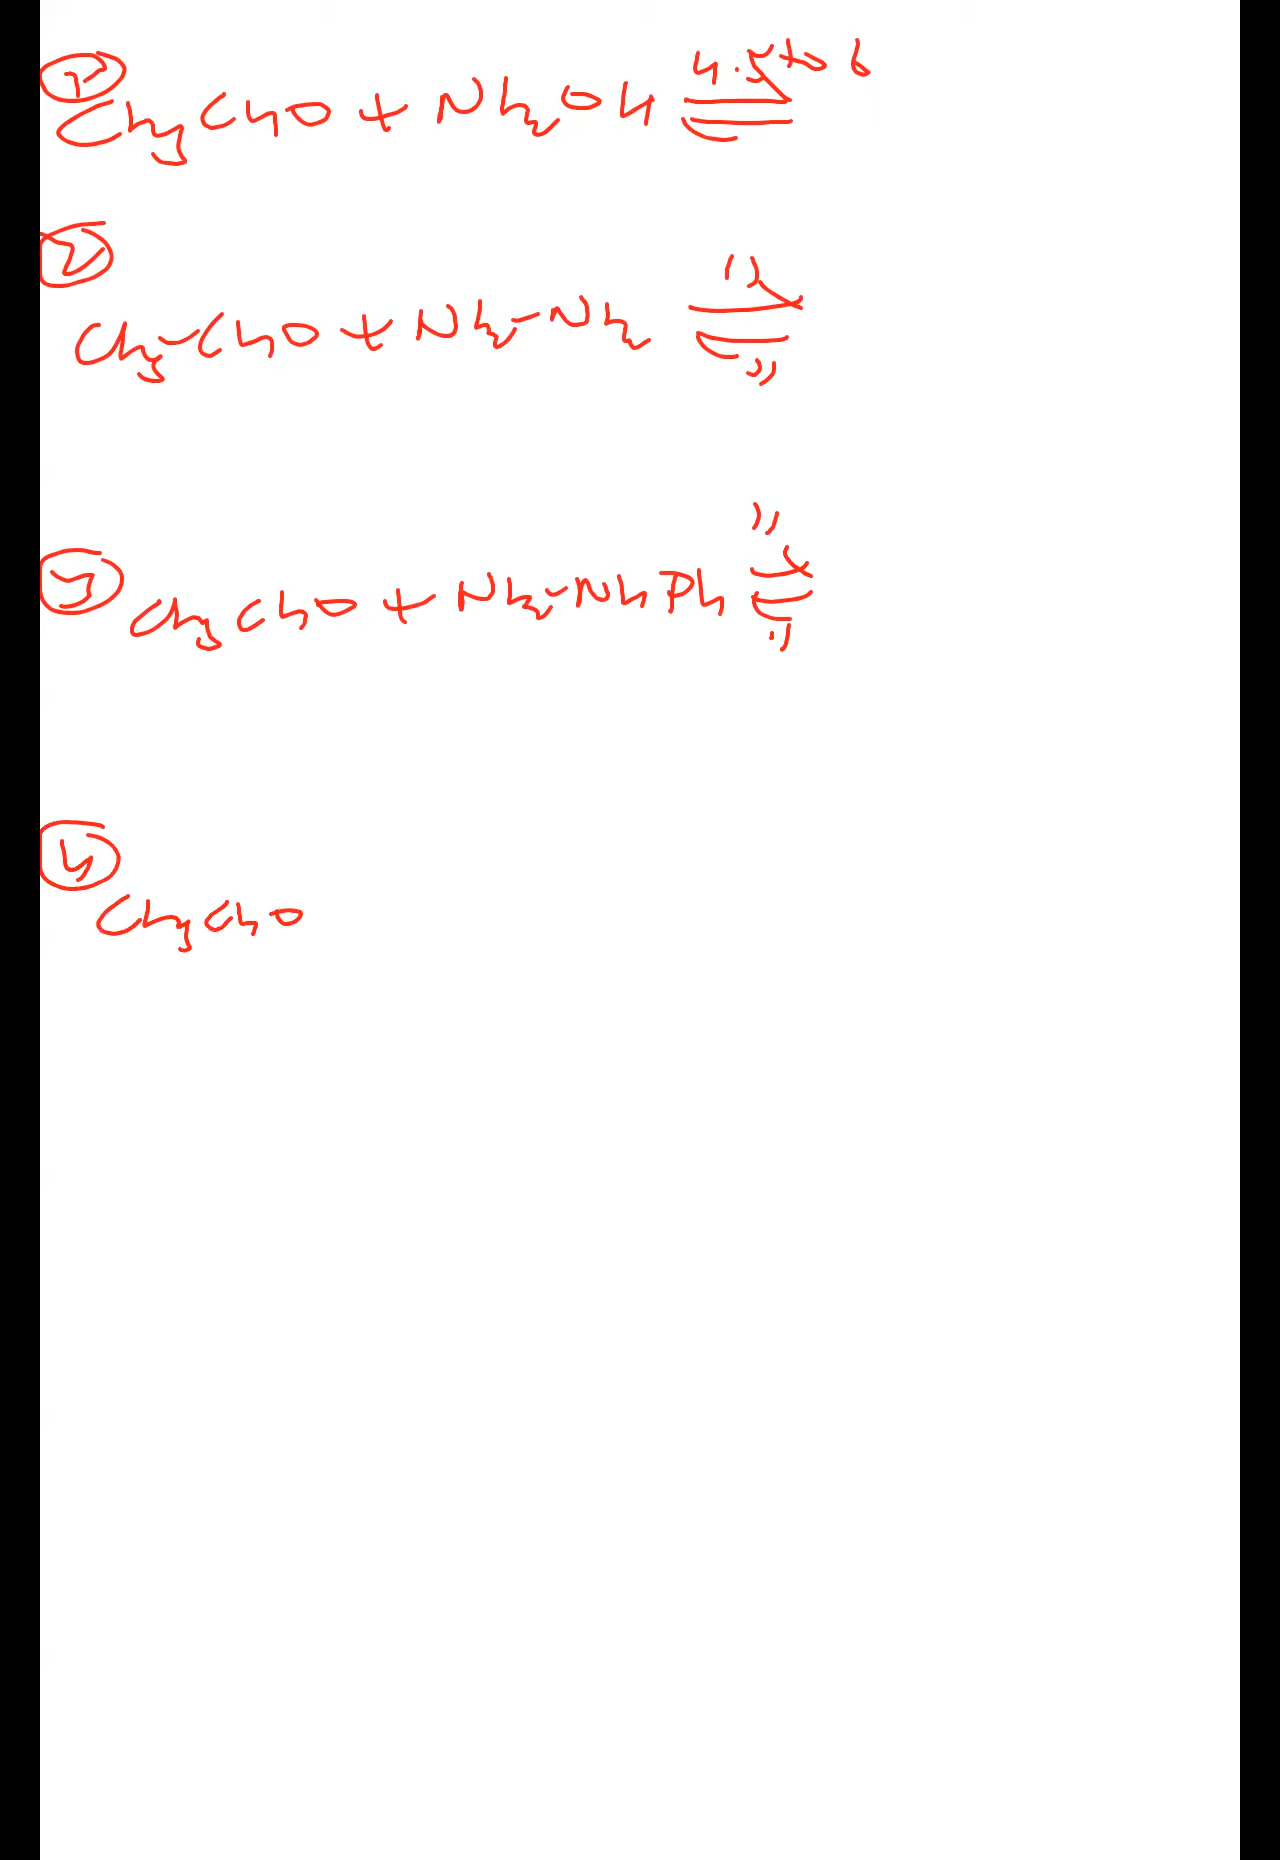 ①
CH₃CHO + NH₂OH ⇌ 4.5 to 6
②
CH₃-CHO + NH₂-NH₂ ⇌ 〃 〃
③ CH₃CHO + NH₂-NHPh ⇌ 〃 〃
④
CH₃CHO